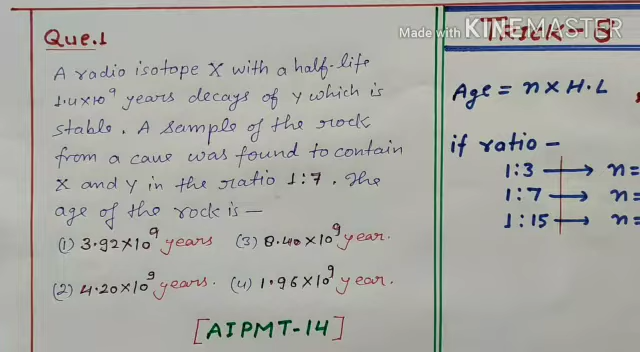 Made with KINEMASTER
Que.1
A radio isotope X with a half-life
1.4×10⁹ years decays of Y which is
stable. A sample of the rock
from a cave was found to contain
X and Y in the ratio 1:7. The
age of the rock is —
(1) 3.92×10⁹ years (3) 8.40×10⁹ year.
(2) 4.20×10⁹ years. (4) 1.96×10⁹ year.
[AIPMT-14]
Trick-5
Age = n × H.L
if ratio —
1:3 → n=
1:7 → n=
1:15 → n=